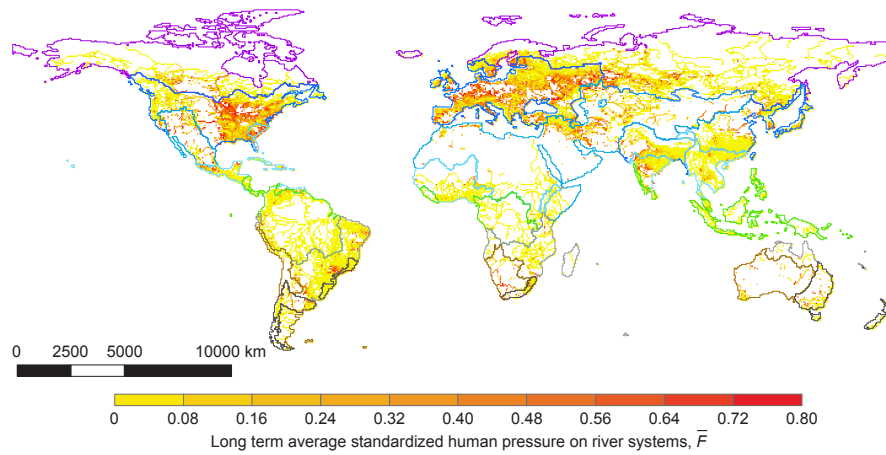 0 2500 5000 10000 km
0 0.08 0.16 0.24 0.32 0.40 0.48 0.56 0.64 0.72 0.80
Long term average standardized human pressure on river systems, F̅